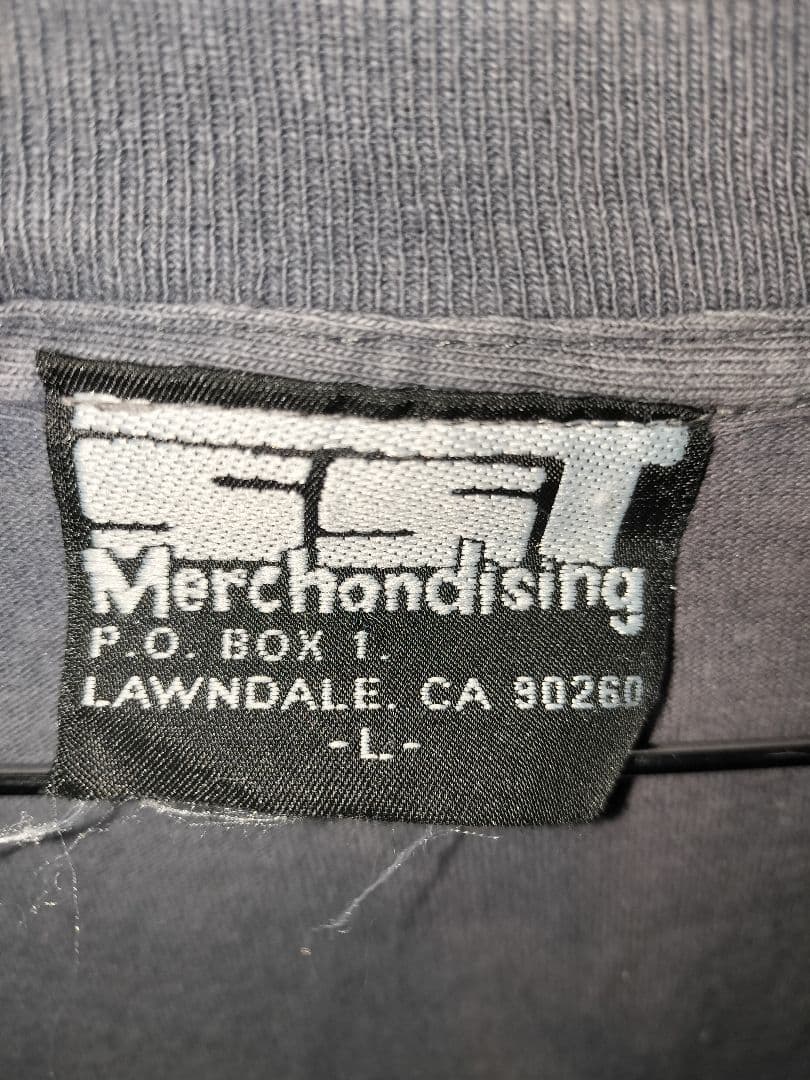 SST
Merchandising
P.O. BOX 1.
LAWNDALE. CA 90260
-L-